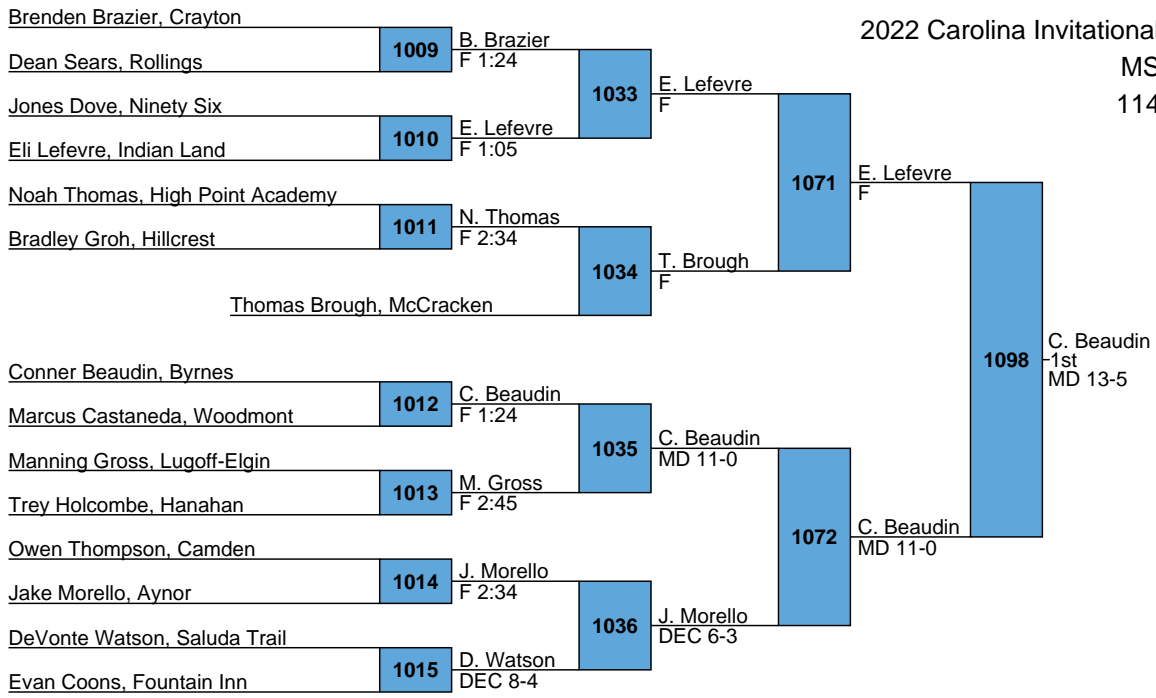 2022 Carolina Invitational
MS
114
Brenden Brazier, Crayton
Dean Sears, Rollings
1009
B. Brazier
F 1:24
Jones Dove, Ninety Six
Eli Lefevre, Indian Land
1010
E. Lefevre
F 1:05
1033
E. Lefevre
F
Noah Thomas, High Point Academy
Bradley Groh, Hillcrest
1011
N. Thomas
F 2:34
Thomas Brough, McCracken
1034
T. Brough
F
1071
E. Lefevre
F
Conner Beaudin, Byrnes
Marcus Castaneda, Woodmont
1012
C. Beaudin
F 1:24
Manning Gross, Lugoff-Elgin
Trey Holcombe, Hanahan
1013
M. Gross
F 2:45
1035
C. Beaudin
MD 11-0
Owen Thompson, Camden
Jake Morello, Aynor
1014
J. Morello
F 2:34
DeVonte Watson, Saluda Trail
Evan Coons, Fountain Inn
1015
D. Watson
DEC 8-4
1036
J. Morello
DEC 6-3
1072
C. Beaudin
MD 11-0
1098
C. Beaudin
1st
MD 13-5